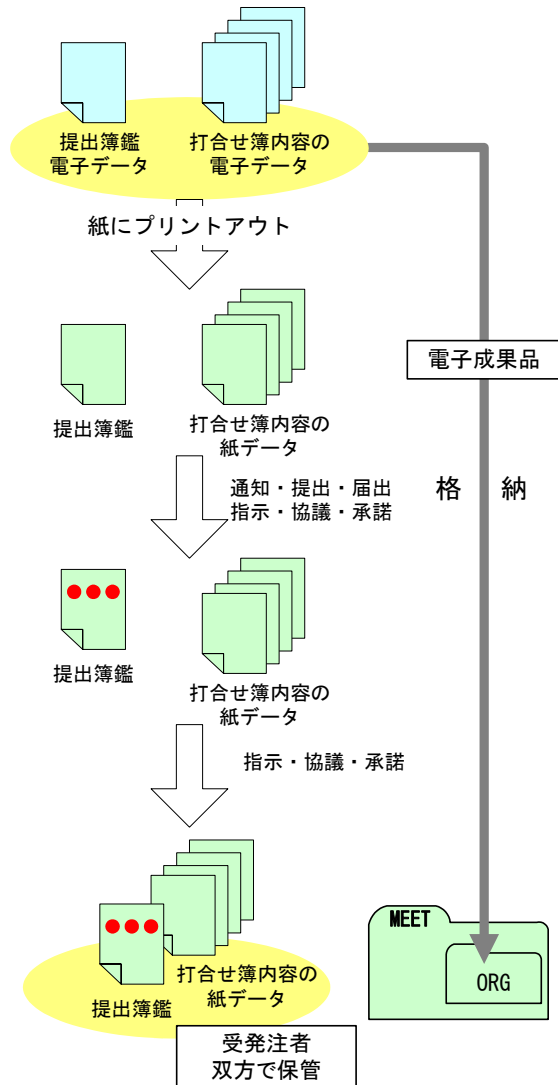 提出簿鑑
電子データ
打合せ簿内容の
電子データ
紙にプリントアウト
提出簿鑑
打合せ簿内容の
紙データ
電子成果品
通知・提出・届出
指示・協議・承諾
格 納
提出簿鑑
打合せ簿内容の
紙データ
指示・協議・承諾
提出簿鑑
打合せ簿内容の
紙データ
MEET
ORG
受発注者
双方で保管